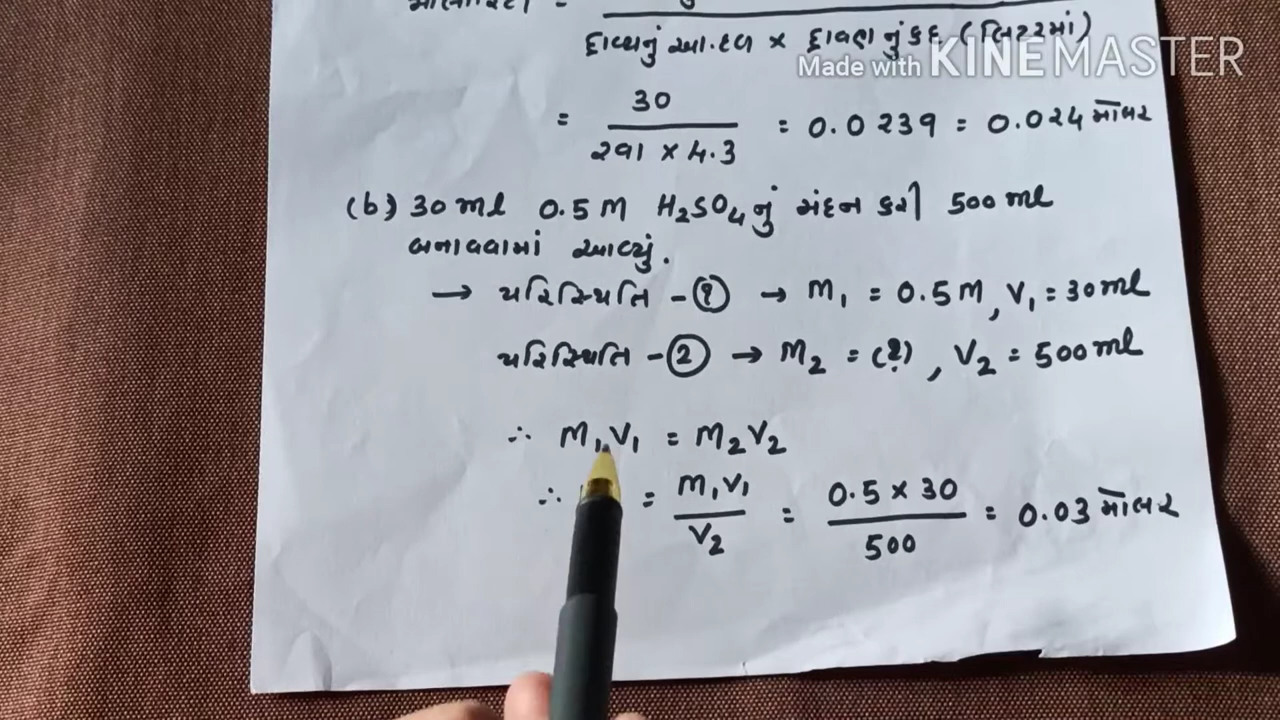 દ્રાવ્યનું આ.દળ × દ્રાવણનું કદ (લિટરમાં)
Made with KINEMASTER
= 30 / 291 × 4.3 = 0.0239 = 0.024 મોલર
(b) 30 ml 0.5 M H₂SO₄નું મંદન કરી 500 ml
બનાવવામાં આવ્યું.
→ પરિસ્થિતિ - ① → M₁ = 0.5 M, V₁ = 30 ml
પરિસ્થિતિ - ② → M₂ = (?), V₂ = 500 ml
∴ M₁V₁ = M₂V₂
∴ = M₁V₁ / V₂ = 0.5 × 30 / 500 = 0.03 મોલર